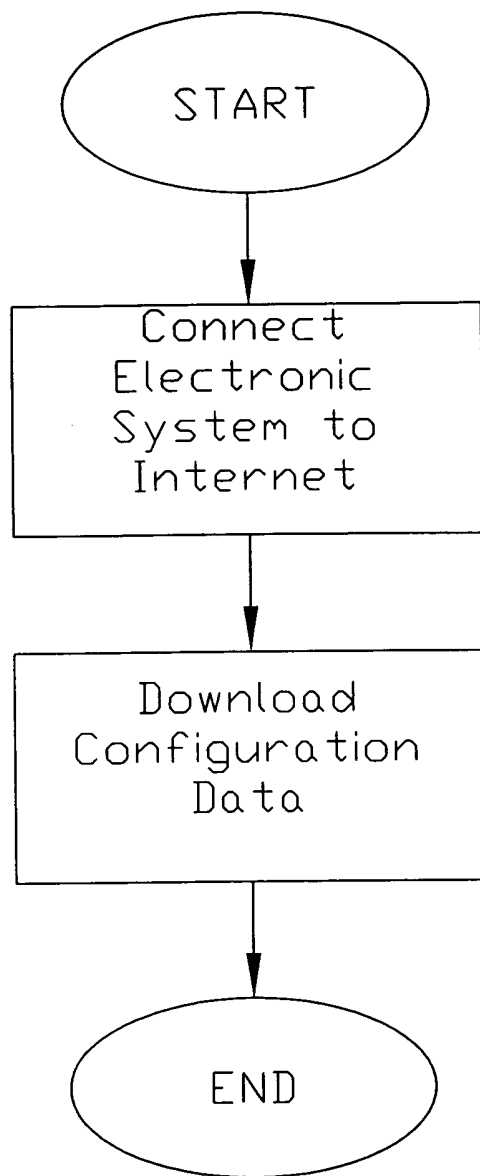 START
Connect
Electronic
System to
Internet
Download
Configuration
Data
END